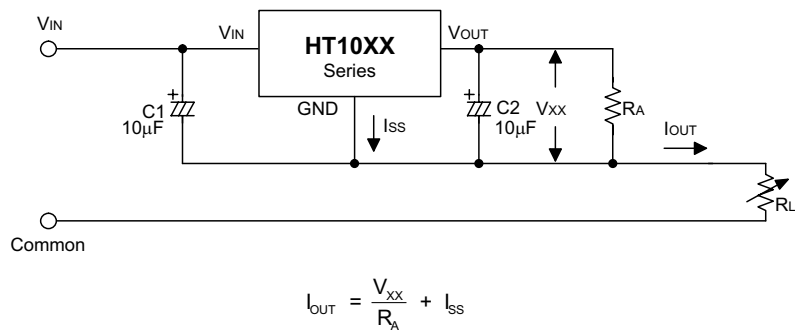 VIN
VIN
HT10XX
Series
VOUT
GND
C1
10μF
ISS
C2
10μF
VXX
RA
IOUT
RL
Common
IOUT = VXX / RA + ISS